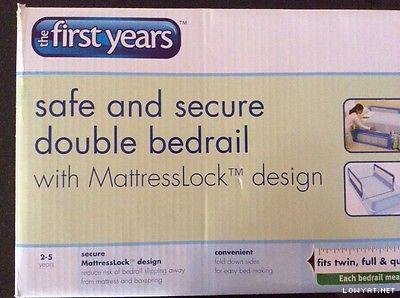 the first years™
safe and secure
double bedrail
with MattressLock™ design
2-5
years
secure
MattressLock™ design
reduce risk of bedrail slipping away
from mattress and boxspring
convenient
fold down sides
for easy bed making
fits twin, full & qu
Each bedrail mea
LOWYAT.NET